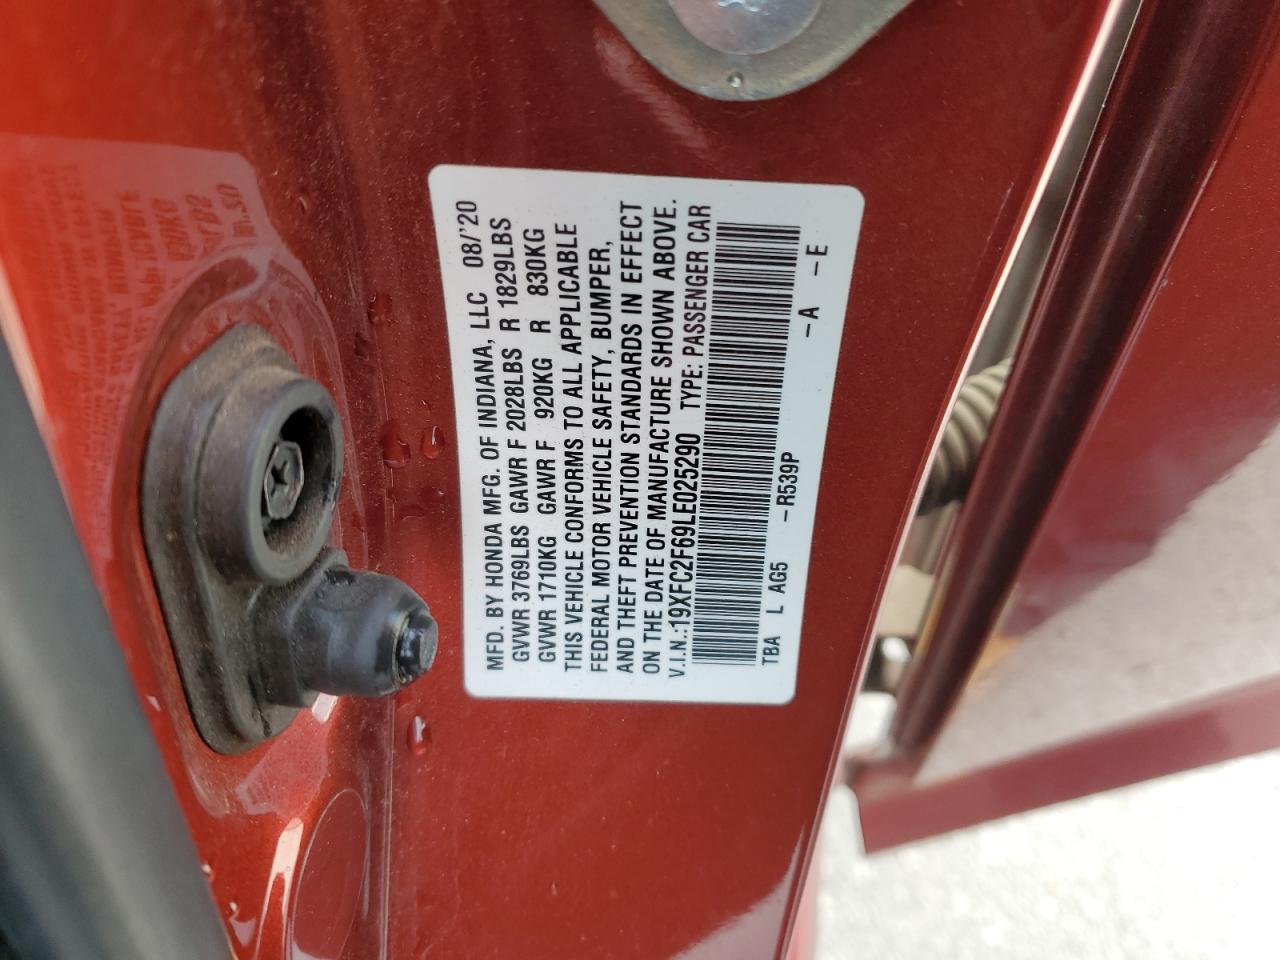 MFD. BY HONDA MFG. OF INDIANA, LLC 08/'20
GVWR 3769LBS GAWR F 2028LBS R 1829LBS
GVWR 1710KG GAWR F 920KG R 830KG
THIS VEHICLE CONFORMS TO ALL APPLICABLE
FEDERAL MOTOR VEHICLE SAFETY, BUMPER,
AND THEFT PREVENTION STANDARDS IN EFFECT
ON THE DATE OF MANUFACTURE SHOWN ABOVE.
V.I.N.:19XFC2F69LE025290 TYPE: PASSENGER CAR
TBA L AG5 -R539P -A -E